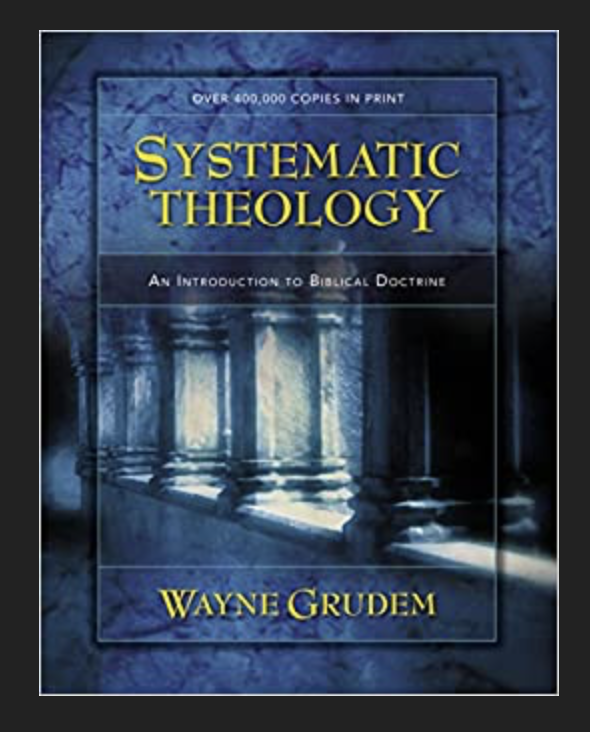 OVER 400,000 COPIES IN PRINT
SYSTEMATIC
THEOLOGY
AN INTRODUCTION TO BIBLICAL DOCTRINE
WAYNE GRUDEM